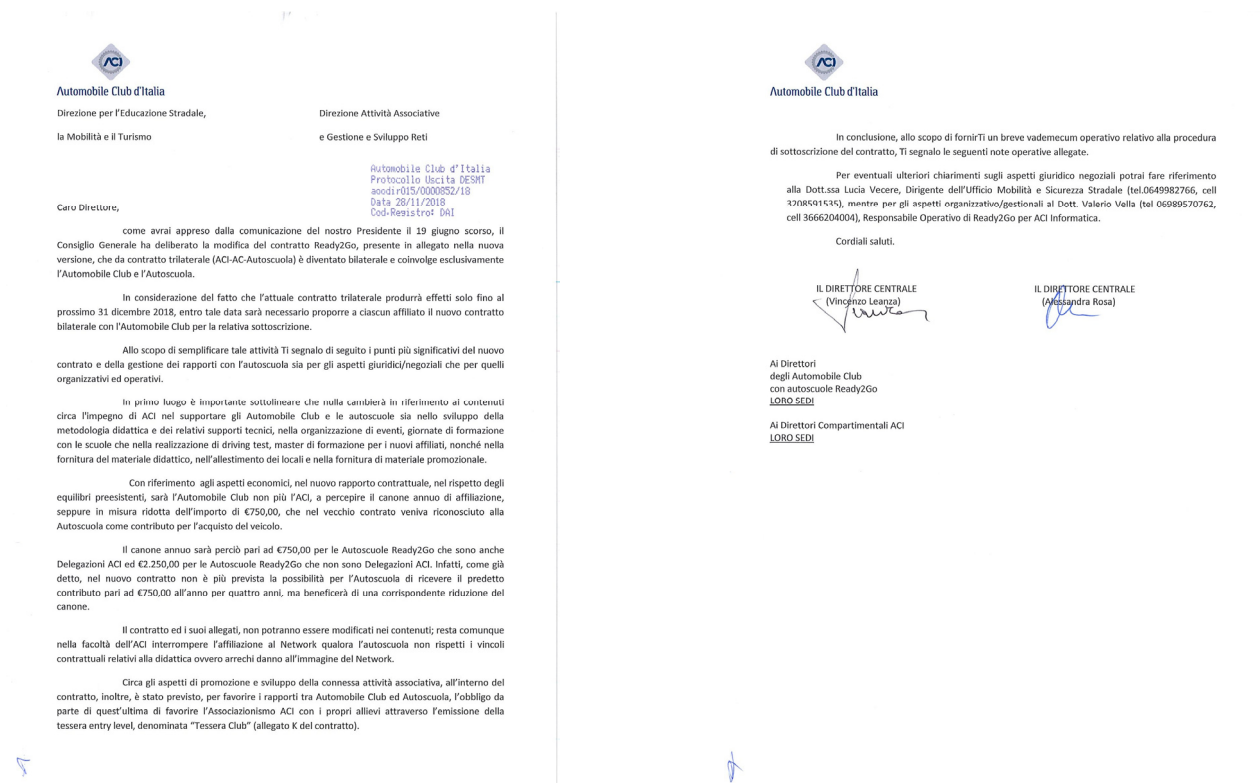 ACI
Automobile Club d'Italia
Direzione per l'Educazione Stradale,
la Mobilità e il Turismo
Direzione Attività Associative
e Gestione e Sviluppo Reti
Automobile Club d'Italia
Protocollo Uscita DESMT
aoodir015/0000852/18
Data 28/11/2018
Cod.Registro: DAI
Caro Direttore,
come avrai appreso dalla comunicazione del nostro Presidente il 19 giugno scorso, il
Consiglio Generale ha deliberato la modifica del contratto Ready2Go, presente in allegato nella nuova
versione, che da contratto trilaterale (ACI-AC-Autoscuola) è diventato bilaterale e coinvolge esclusivamente
l'Automobile Club e l'Autoscuola.
In considerazione del fatto che l'attuale contratto trilaterale produrrà effetti solo fino al
prossimo 31 dicembre 2018, entro tale data sarà necessario proporre a ciascun affiliato il nuovo contratto
bilaterale con l'Automobile Club per la relativa sottoscrizione.
Allo scopo di semplificare tale attività Ti segnalo di seguito i punti più significativi del nuovo
contrato e della gestione dei rapporti con l'autoscuola sia per gli aspetti giuridici/negoziali che per quelli
organizzativi ed operativi.
In primo luogo è importante sottolineare che nulla cambierà in riferimento ai contenuti
circa l'impegno di ACI nel supportare gli Automobile Club e le autoscuole sia nello sviluppo della
metodologia didattica e dei relativi supporti tecnici, nella organizzazione di eventi, giornate di formazione
con le scuole che nella realizzazione di driving test, master di formazione per i nuovi affiliati, nonché nella
fornitura del materiale didattico, nell'allestimento dei locali e nella fornitura di materiale promozionale.
Con riferimento agli aspetti economici, nel nuovo rapporto contrattuale, nel rispetto degli
equilibri preesistenti, sarà l'Automobile Club non più l'ACI, a percepire il canone annuo di affiliazione,
seppure in misura ridotta dell'importo di €750,00, che nel vecchio contrato veniva riconosciuto alla
Autoscuola come contributo per l'acquisto del veicolo.
Il canone annuo sarà perciò pari ad €750,00 per le Autoscuole Ready2Go che sono anche
Delegazioni ACI ed €2.250,00 per le Autoscuole Ready2Go che non sono Delegazioni ACI. Infatti, come già
detto, nel nuovo contratto non è più prevista la possibilità per l'Autoscuola di ricevere il predetto
contributo pari ad €750,00 all'anno per quattro anni, ma beneficerà di una corrispondente riduzione del
canone.
Il contratto ed i suoi allegati, non potranno essere modificati nei contenuti; resta comunque
nella facoltà dell'ACI interrompere l'affiliazione al Network qualora l'autoscuola non rispetti i vincoli
contrattuali relativi alla didattica ovvero arrechi danno all'immagine del Network.
Circa gli aspetti di promozione e sviluppo della connessa attività associativa, all'interno del
contratto, inoltre, è stato previsto, per favorire i rapporti tra Automobile Club ed Autoscuola, l'obbligo da
parte di quest'ultima di favorire l'Associazionismo ACI con i propri allievi attraverso l'emissione della
tessera entry level, denominata "Tessera Club" (allegato K del contratto).
ACI
Automobile Club d'Italia
In conclusione, allo scopo di fornirTi un breve vademecum operativo relativo alla procedura
di sottoscrizione del contratto, Ti segnalo le seguenti note operative allegate.
Per eventuali ulteriori chiarimenti sugli aspetti giuridico negoziali potrai fare riferimento
alla Dott.ssa Lucia Vecere, Dirigente dell'Ufficio Mobilità e Sicurezza Stradale (tel.0649982766, cell
3208591535), mentre per gli aspetti organizzativo/gestionali al Dott. Valerio Vella (tel 06989570762,
cell 3666204004), Responsabile Operativo di Ready2Go per ACI Informatica.
Cordiali saluti.
IL DIRETTORE CENTRALE
(Vincenzo Leanza)
IL DIRETTORE CENTRALE
(Alessandra Rosa)
Ai Direttori
degli Automobile Club
con autoscuole Ready2Go
LORO SEDI
Ai Direttori Compartimentali ACI
LORO SEDI